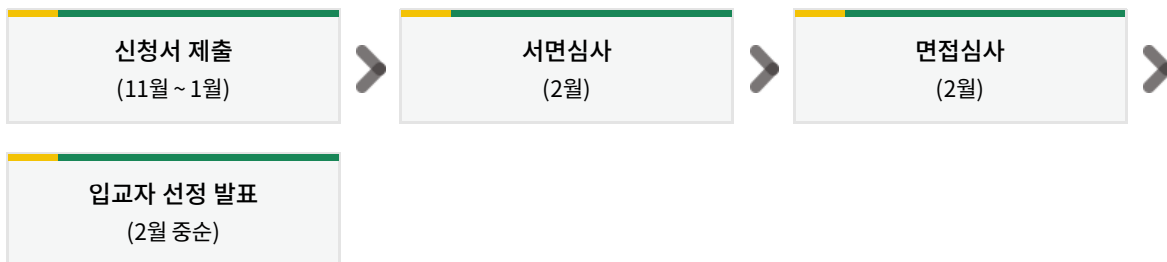 신청서 제출
(11월 ~ 1월)
서면심사
(2월)
면접심사
(2월)
입교자 선정 발표
(2월 중순)